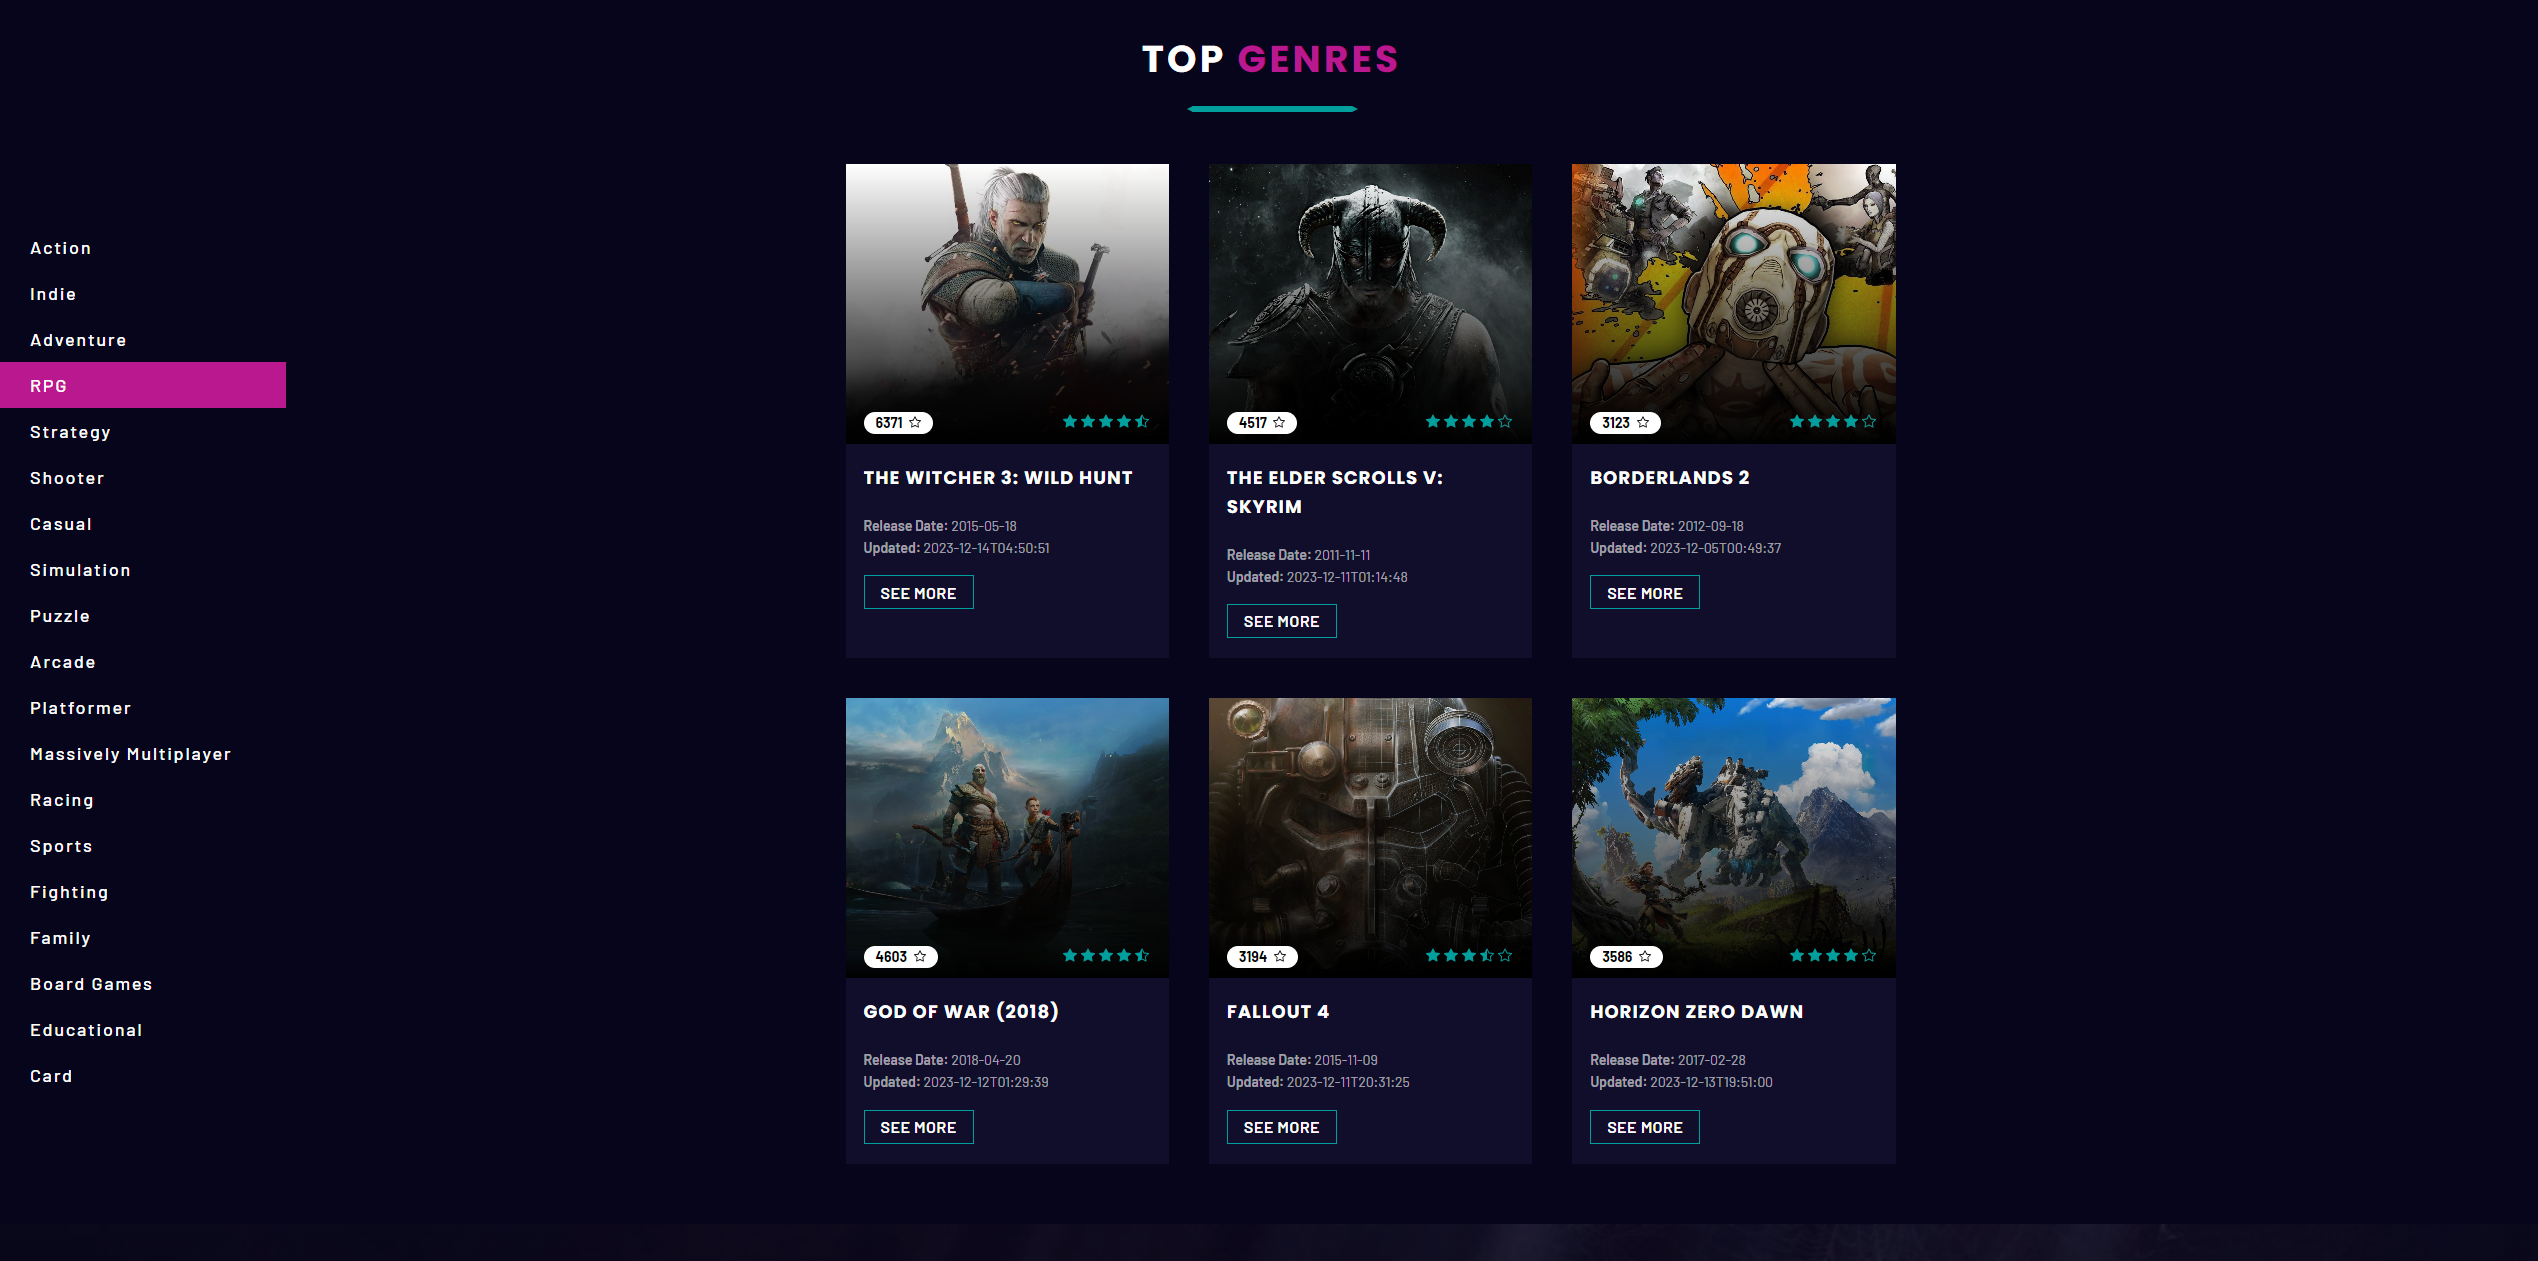 TOP GENRES
Action
Indie
Adventure
RPG
Strategy
Shooter
Casual
Simulation
Puzzle
Arcade
Platformer
Massively Multiplayer
Racing
Sports
Fighting
Family
Board Games
Educational
Card
6371
THE WITCHER 3: WILD HUNT
Release Date: 2015-05-18
Updated: 2023-12-14T04:50:51
SEE MORE
4517
THE ELDER SCROLLS V:
SKYRIM
Release Date: 2011-11-11
Updated: 2023-12-11T01:14:48
SEE MORE
3123
BORDERLANDS 2
Release Date: 2012-09-18
Updated: 2023-12-05T00:49:37
SEE MORE
4603
GOD OF WAR (2018)
Release Date: 2018-04-20
Updated: 2023-12-12T01:29:39
SEE MORE
3194
FALLOUT 4
Release Date: 2015-11-09
Updated: 2023-12-11T20:31:25
SEE MORE
3586
HORIZON ZERO DAWN
Release Date: 2017-02-28
Updated: 2023-12-13T19:51:00
SEE MORE